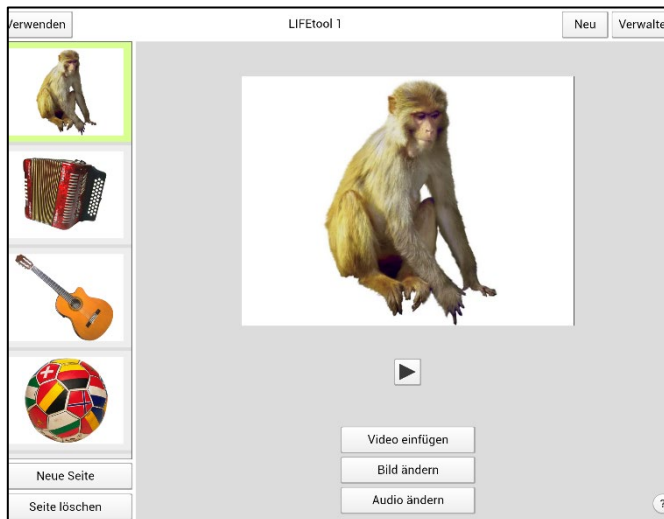 Verwenden
LIFEtool 1
Neu
Verwalte
Video einfügen
Bild ändern
Audio ändern
Neue Seite
Seite löschen
?